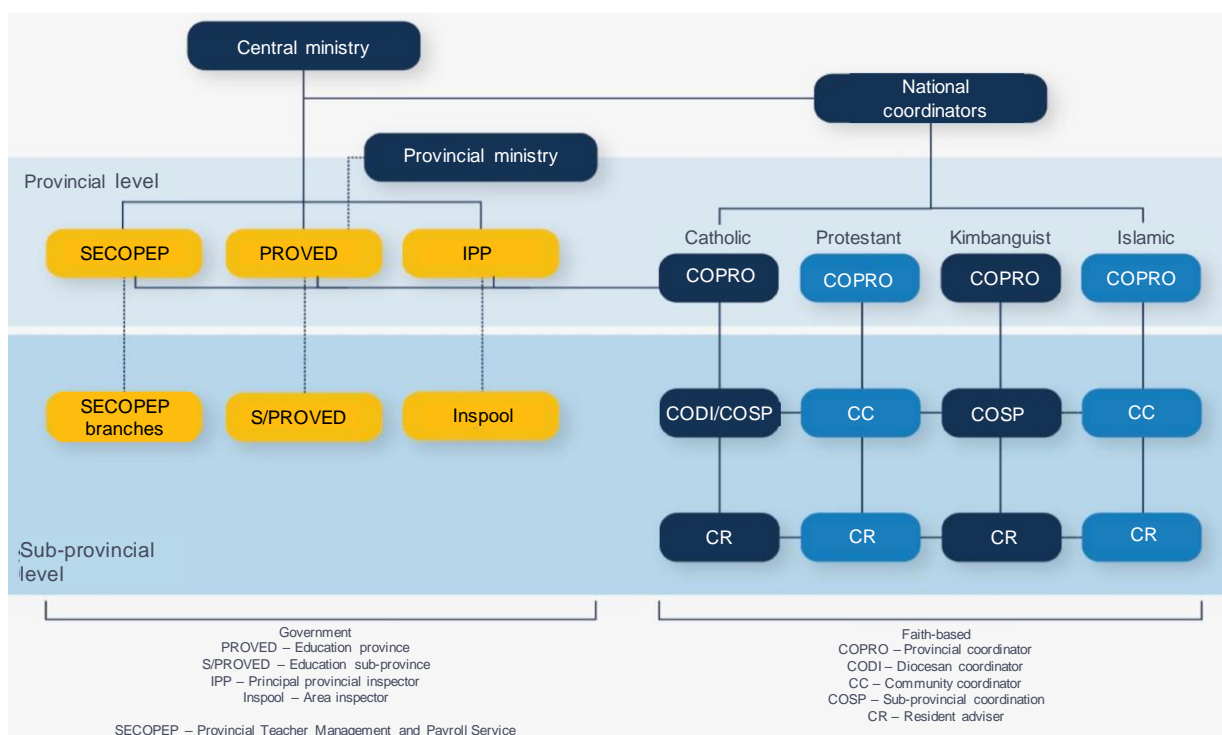 Central ministry
National
coordinators
Provincial ministry
Provincial level
SECOPEP
PROVED
IPP
Catholic
Protestant
Kimbanguist
Islamic
COPRO
COPRO
COPRO
COPRO
SECOPEP
branches
S/PROVED
Inspool
CODI/COSP
CC
COSP
CC
CR
CR
CR
CR
Sub-provincial
level
Government
PROVED – Education province
S/PROVED – Education sub-province
IPP – Principal provincial inspector
Inspool – Area inspector
SECOPEP – Provincial Teacher Management and Payroll Service
Faith-based
COPRO – Provincial coordinator
CODI – Diocesan coordinator
CC – Community coordinator
COSP – Sub-provincial coordination
CR – Resident adviser